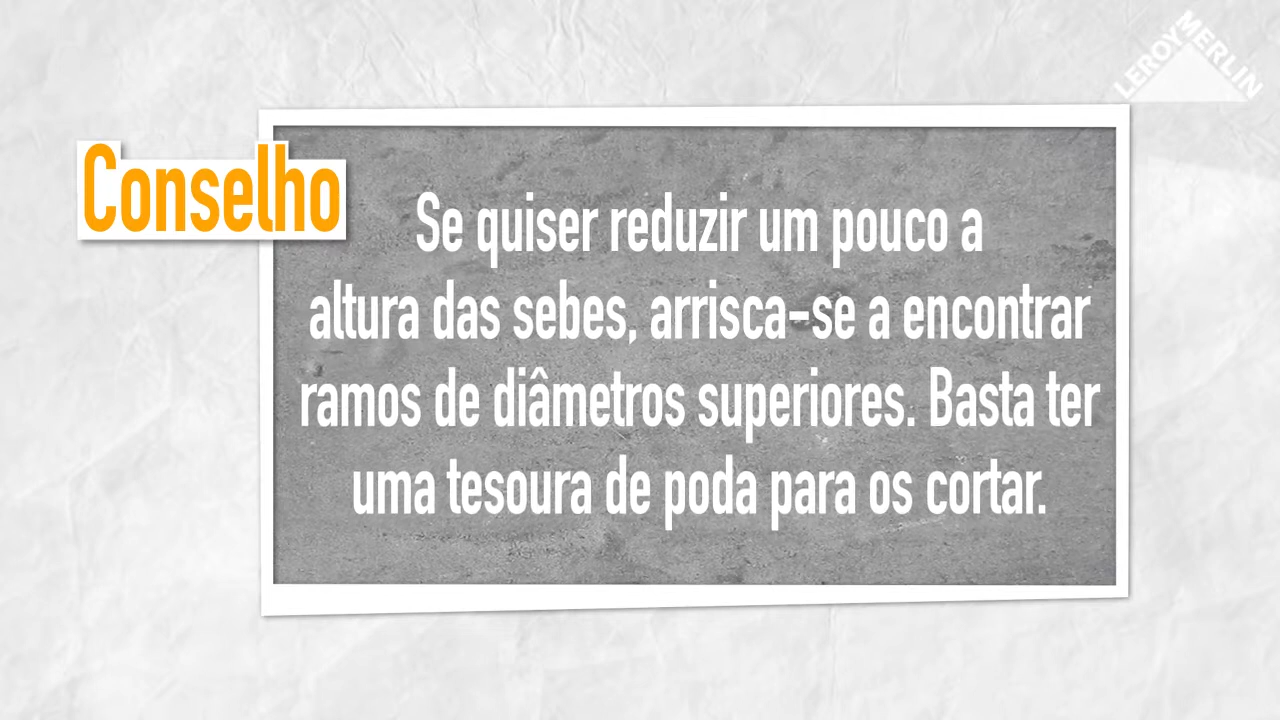 LEROY MERLIN
Conselho
Se quiser reduzir um pouco a
altura das sebes, arrisca-se a encontrar
ramos de diâmetros superiores. Basta ter
uma tesoura de poda para os cortar.